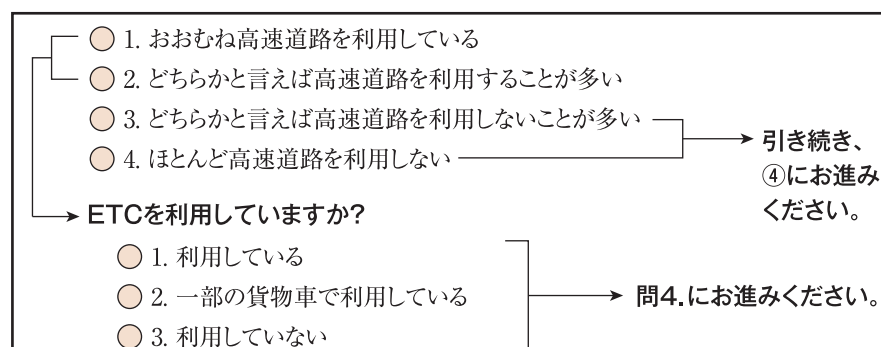 1. おおむね高速道路を利用している
2. どちらかと言えば高速道路を利用することが多い
3. どちらかと言えば高速道路を利用しないことが多い
4. ほとんど高速道路を利用しない
引き続き、
④にお進み
ください。
ETCを利用していますか?
1. 利用している
2. 一部の貨物車で利用している
3. 利用していない
問4.にお進みください。